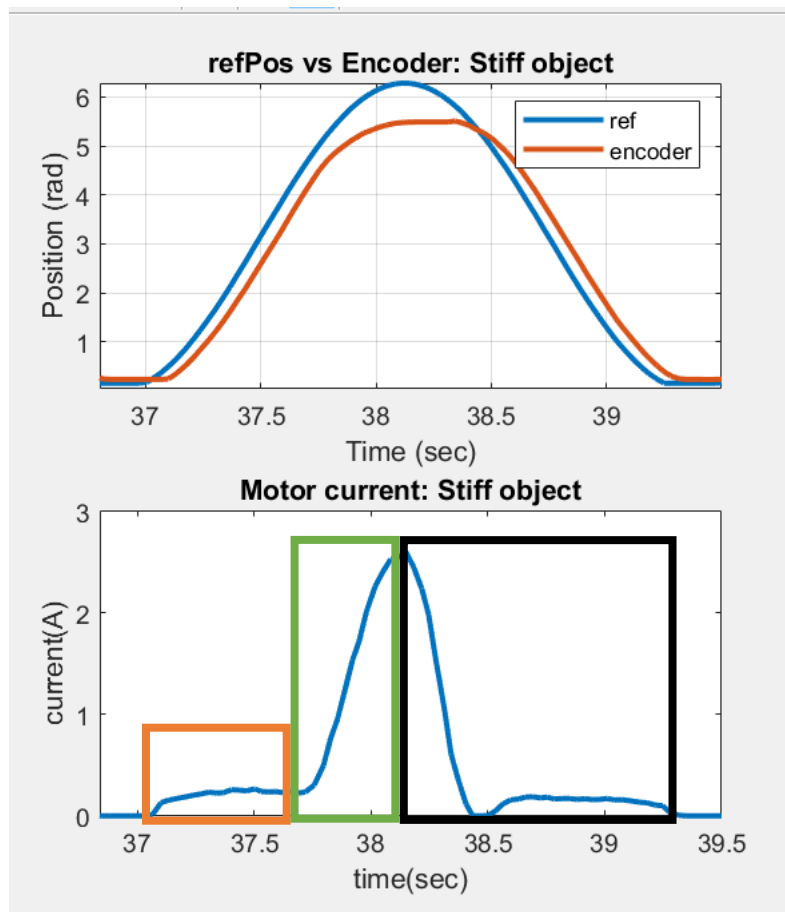 refPos vs Encoder: Stiff object
6
5
4
3
2
1
Position (rad)
ref
encoder
37
37.5
38
38.5
39
Time (sec)
Motor current: Stiff object
3
2
1
0
current(A)
37
37.5
38
38.5
39
39.5
time(sec)